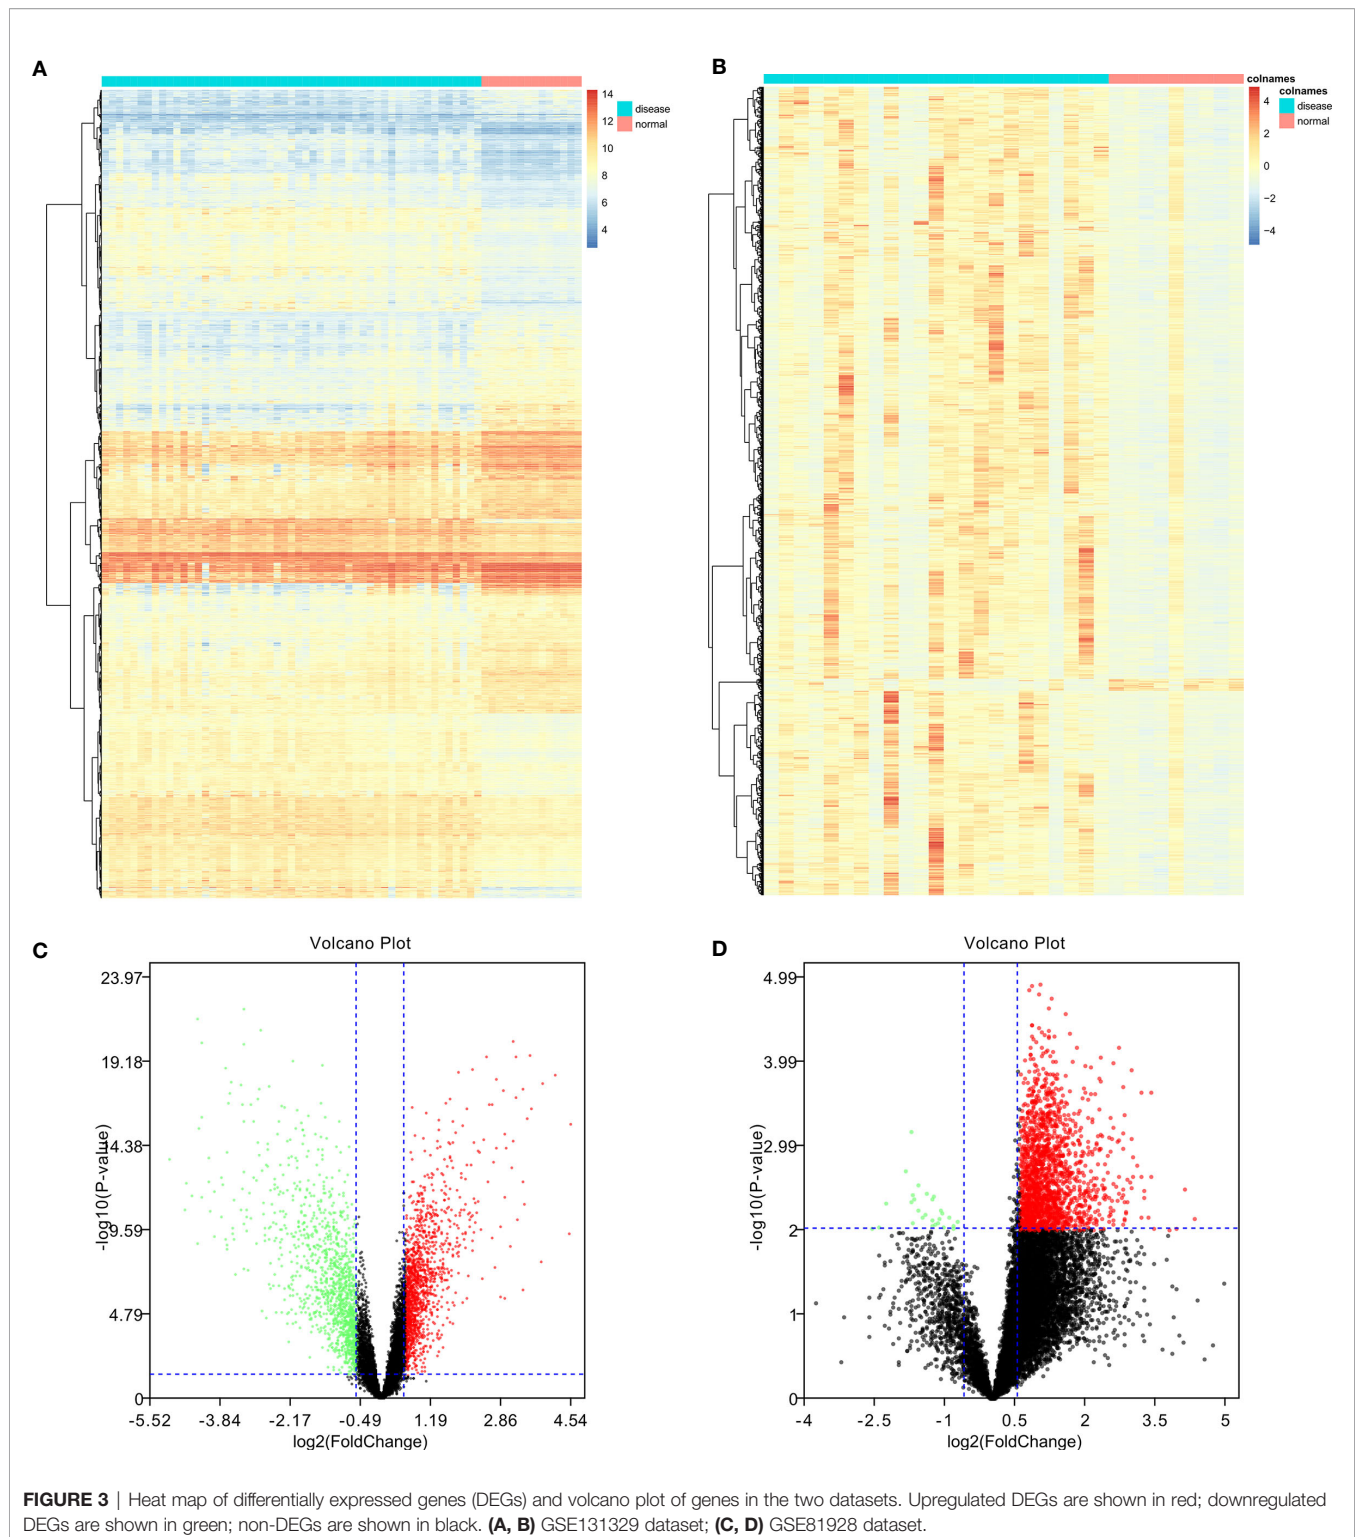 A
14
12
10
8
6
4
disease
normal
B
colnames
4
2
0
−2
−4
colnames
disease
normal
C
Volcano Plot
23.97
19.18
14.38
9.59
4.79
0
-log10(P-value)
-5.52 -3.84 -2.17 -0.49 1.19 2.86 4.54
log2(FoldChange)
D
Volcano Plot
4.99
3.99
2.99
2
1
0
-log10(P-value)
-4 -2.5 -1 0.5 2 3.5 5
log2(FoldChange)
FIGURE 3 | Heat map of differentially expressed genes (DEGs) and volcano plot of genes in the two datasets. Upregulated DEGs are shown in red; downregulated
DEGs are shown in green; non-DEGs are shown in black. (A, B) GSE131329 dataset; (C, D) GSE81928 dataset.